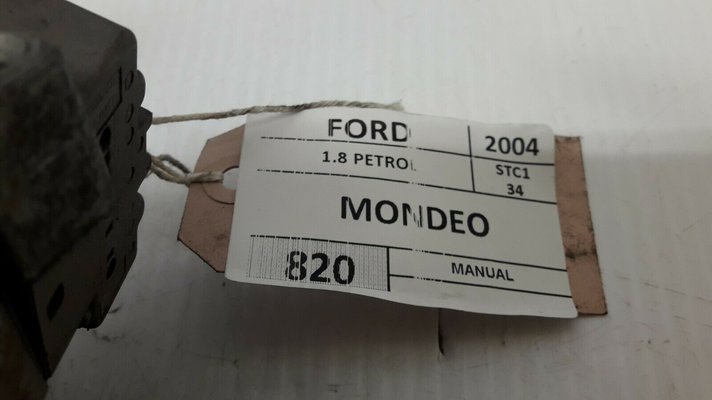 FORD 2004
1.8 PETROL STC1
34
MONDEO
820 MANUAL